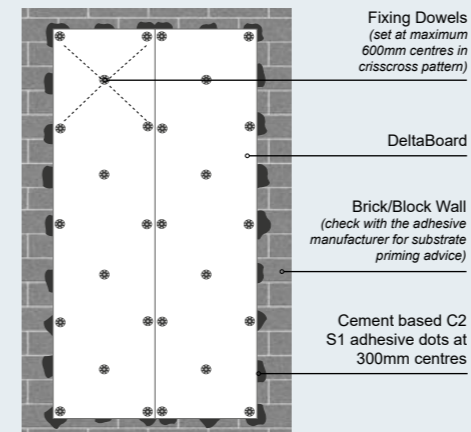 Fixing Dowels
(set at maximum
600mm centres in
crisscross pattern)
DeltaBoard
Brick/Block Wall
(check with the adhesive
manufacturer for substrate
priming advice)
Cement based C2
S1 adhesive dots at
300mm centres